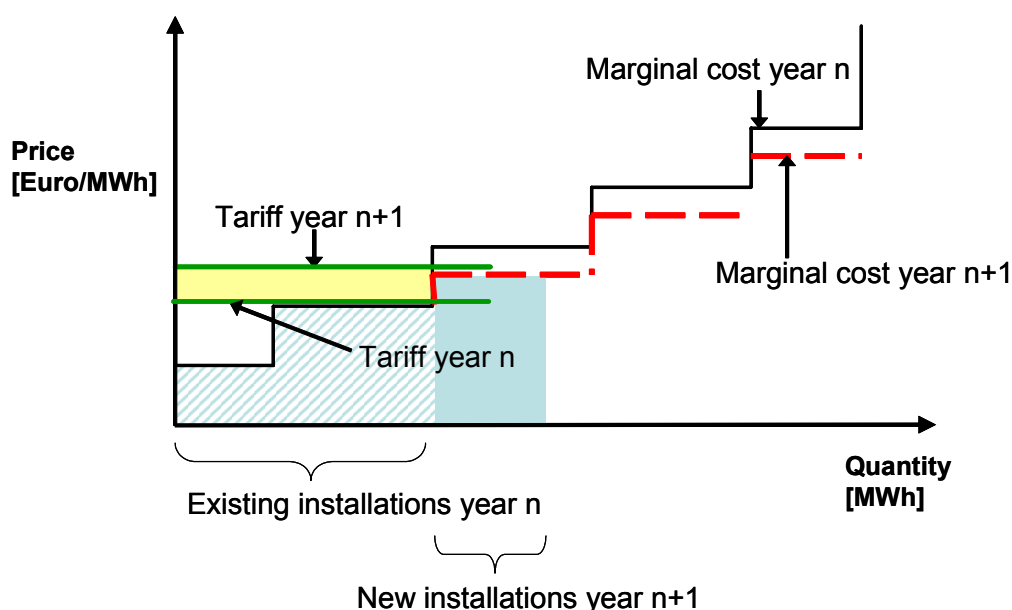 Marginal cost year n
Price
[Euro/MWh]
Tariff year n+1
Marginal cost year n+1
Tariff year n
Quantity
[MWh]
Existing installations year n
New installations year n+1